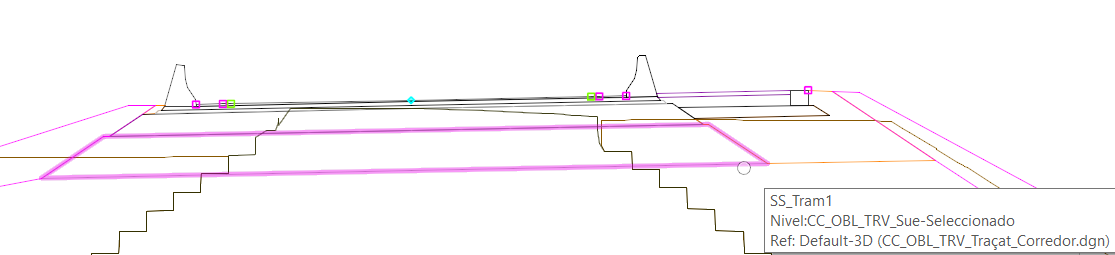 SS_Tram1
Nivel:CC_OBL_TRV_Sue-Seleccionado
Ref: Default-3D (CC_OBL_TRV_Traçat_Corredor.dgn)